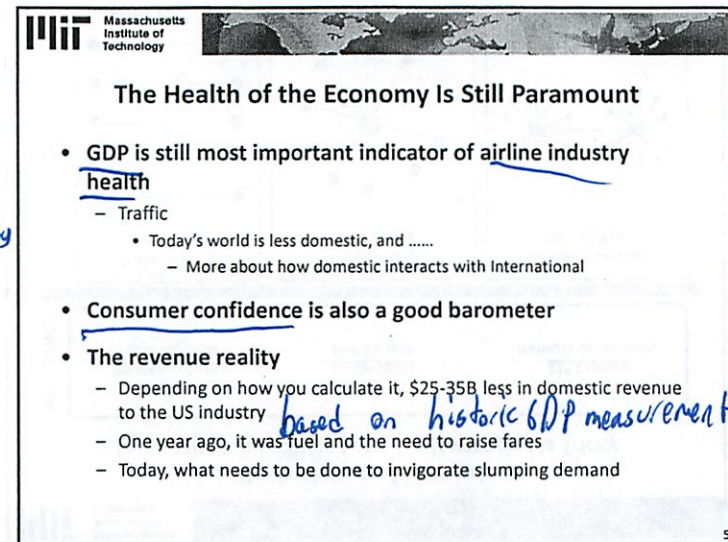 Massachusetts
Institute of
Technology
The Health of the Economy Is Still Paramount
• GDP is still most important indicator of airline industry
health
– Traffic
• Today's world is less domestic, and ......
– More about how domestic interacts with International
• Consumer confidence is also a good barometer
• The revenue reality
– Depending on how you calculate it, $25-35B less in domestic revenue
to the US industry based on historic GDP measurement
– One year ago, it was fuel and the need to raise fares
– Today, what needs to be done to invigorate slumping demand
5